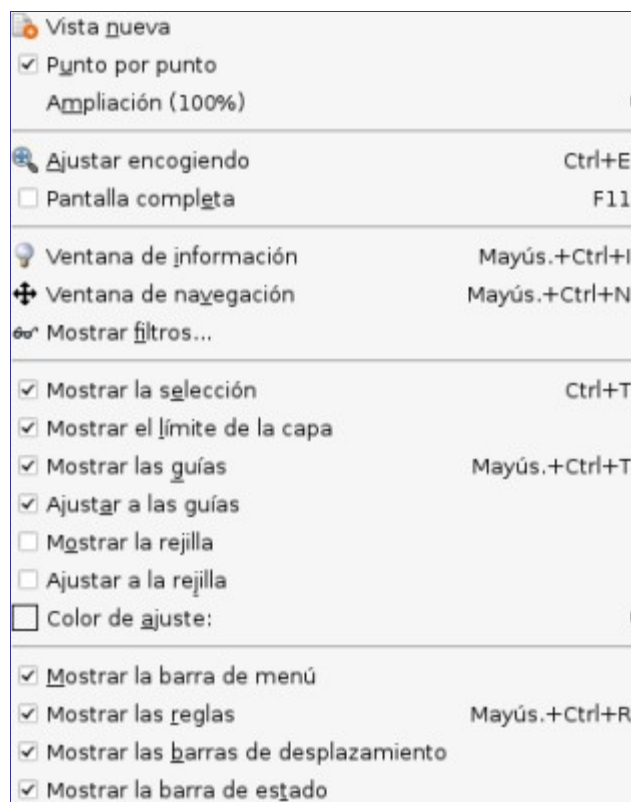 Vista nueva
Punto por punto
Ampliación (100%)
Ajustar encogiendo Ctrl+E
Pantalla completa F11
Ventana de información Mayús.+Ctrl+I
Ventana de navegación Mayús.+Ctrl+N
Mostrar filtros...
Mostrar la selección Ctrl+T
Mostrar el límite de la capa
Mostrar las guías Mayús.+Ctrl+T
Ajustar a las guías
Mostrar la rejilla
Ajustar a la rejilla
Color de ajuste:
Mostrar la barra de menú
Mostrar las reglas Mayús.+Ctrl+R
Mostrar las barras de desplazamiento
Mostrar la barra de estado